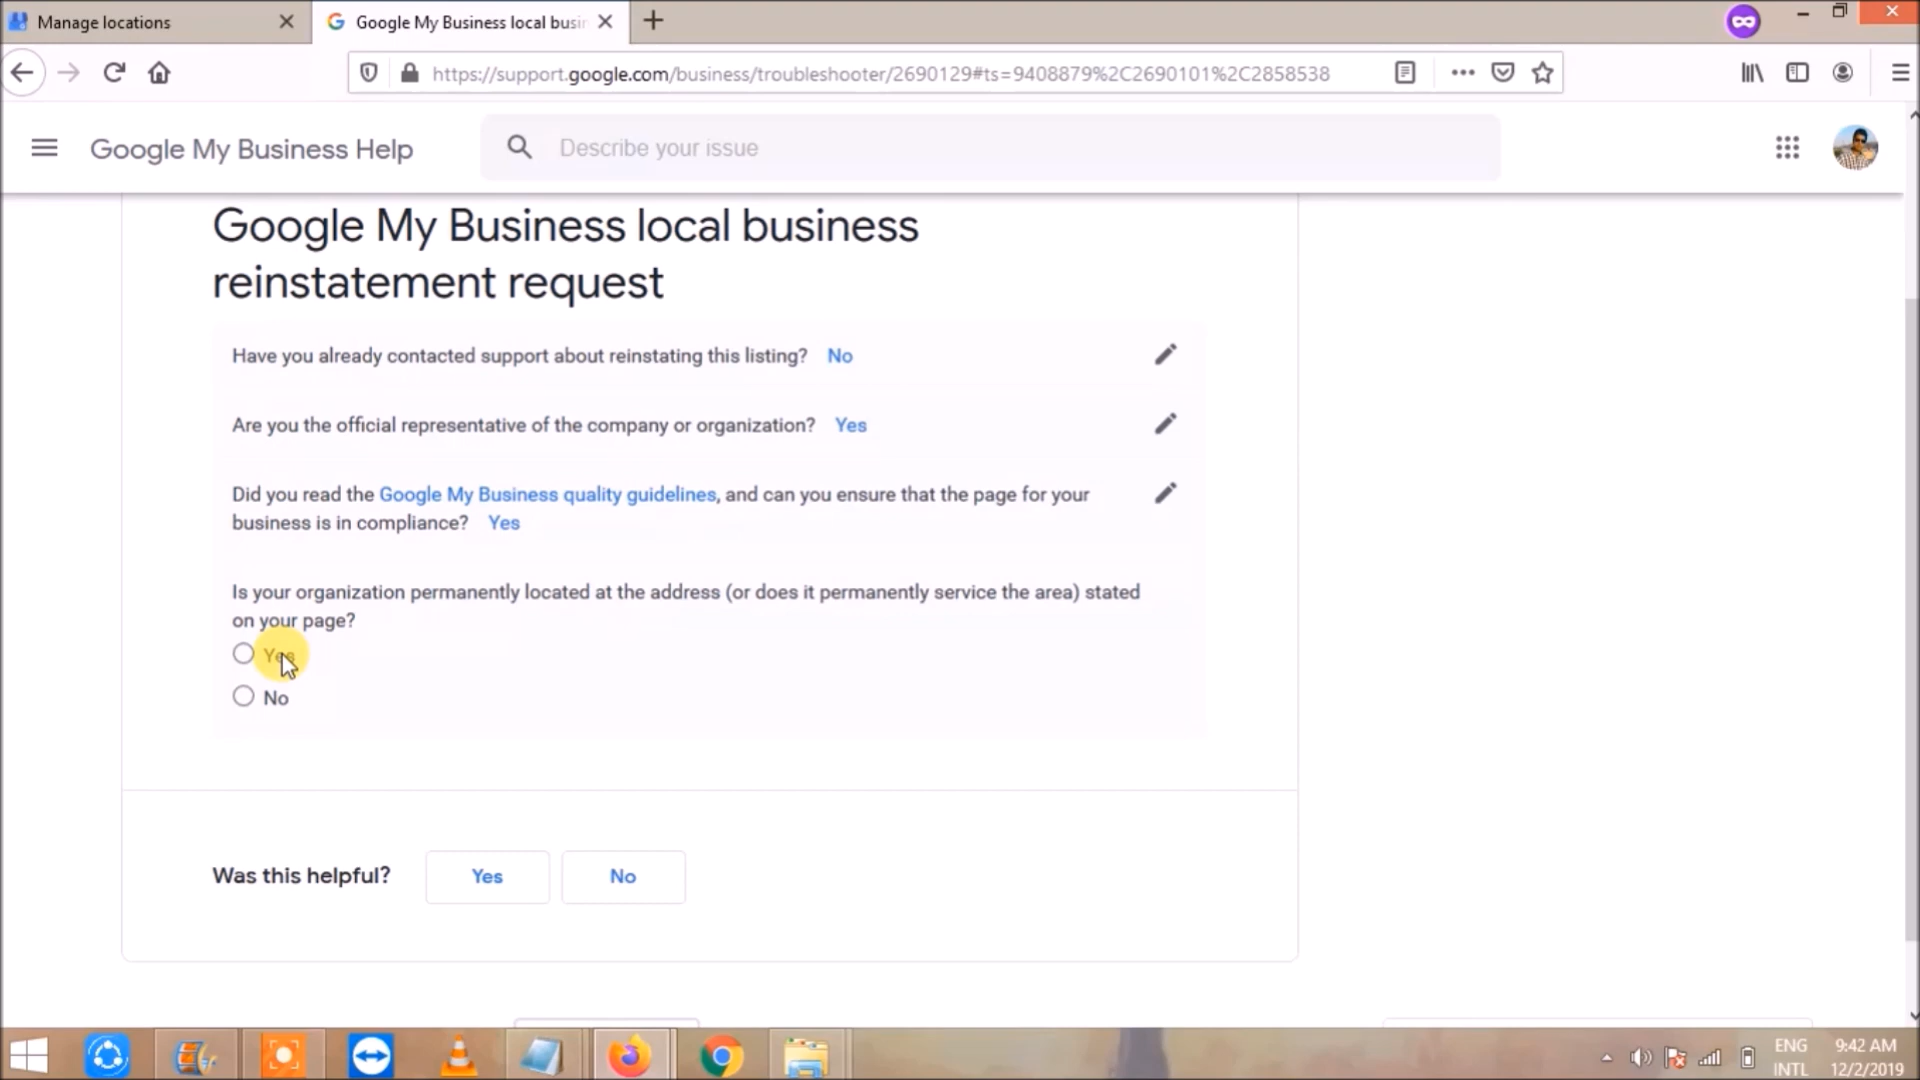 Manage locations
Google My Business local busi
https://support.google.com/business/troubleshooter/2690129#ts=9408879%2C2690101%2C2858538
Google My Business Help
Describe your issue
Google My Business local business
reinstatement request
Have you already contacted support about reinstating this listing? No
Are you the official representative of the company or organization? Yes
Did you read the Google My Business quality guidelines, and can you ensure that the page for your
business is in compliance? Yes
Is your organization permanently located at the address (or does it permanently service the area) stated
on your page?
Yes
No
Was this helpful? Yes No
ENG 9:42 AM
INTL 12/2/2019